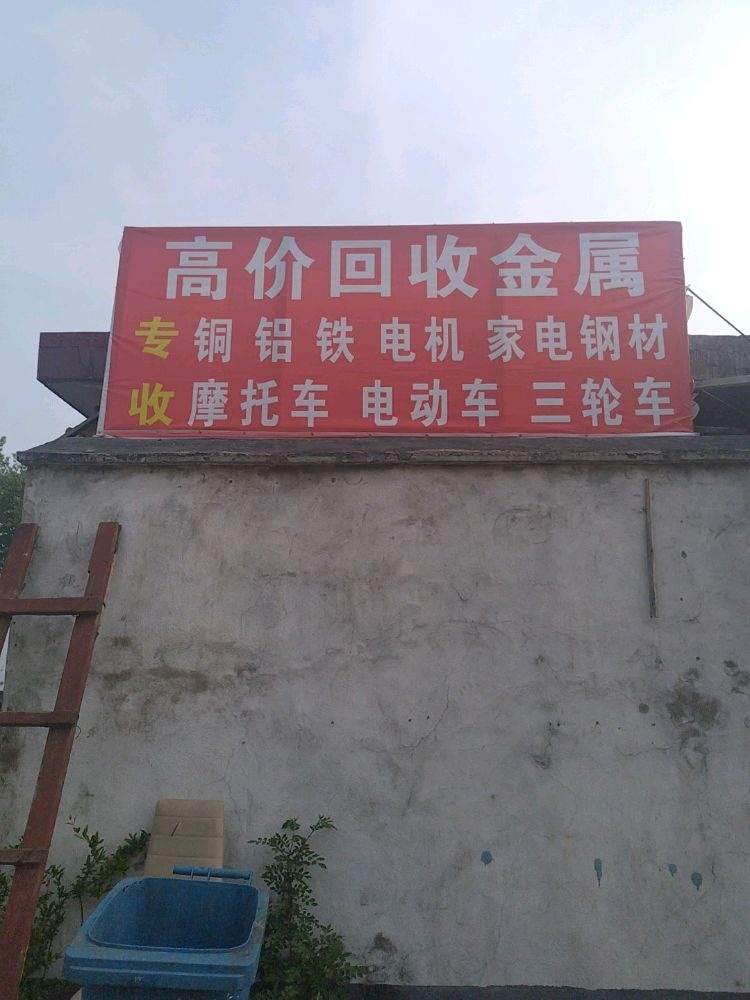 高价回收金属
专 铜 铝 铁 电机 家电钢材
收 摩托车 电动车 三轮车